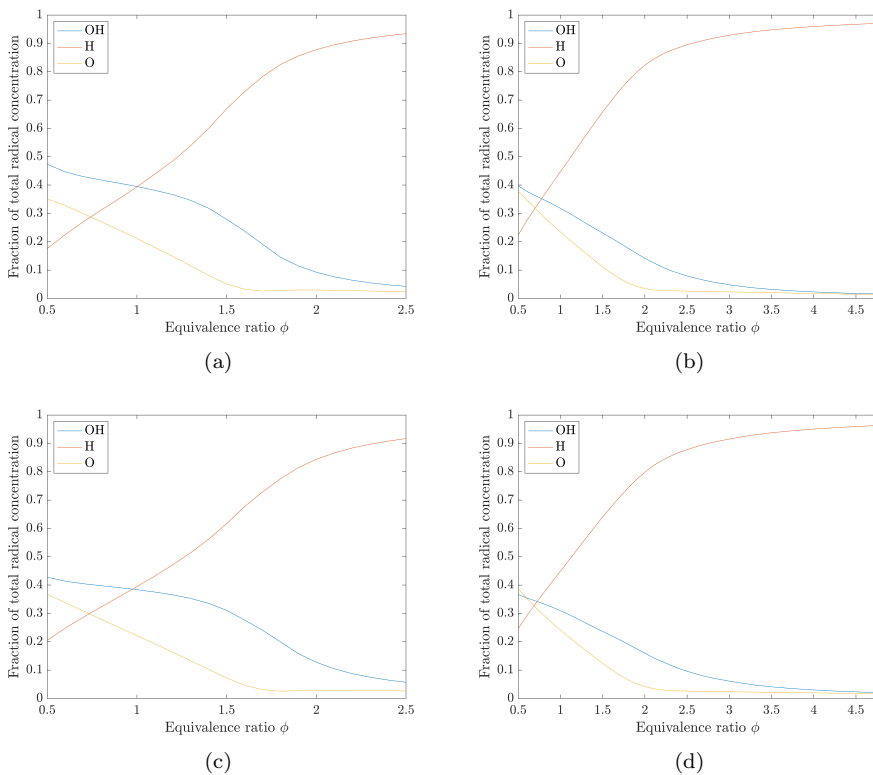 Fraction of total radical concentration
1
0.9
0.8
0.7
0.6
0.5
0.4
0.3
0.2
0.1
0
OH
H
O
0.5 1 1.5 2 2.5
Equivalence ratio ϕ
(a)
Fraction of total radical concentration
1
0.9
0.8
0.7
0.6
0.5
0.4
0.3
0.2
0.1
0
OH
H
O
0.5 1 1.5 2 2.5 3 3.5 4 4.5
Equivalence ratio ϕ
(b)
Fraction of total radical concentration
1
0.9
0.8
0.7
0.6
0.5
0.4
0.3
0.2
0.1
0
OH
H
O
0.5 1 1.5 2 2.5
Equivalence ratio ϕ
(c)
Fraction of total radical concentration
1
0.9
0.8
0.7
0.6
0.5
0.4
0.3
0.2
0.1
0
OH
H
O
0.5 1 1.5 2 2.5 3 3.5 4 4.5
Equivalence ratio ϕ
(d)